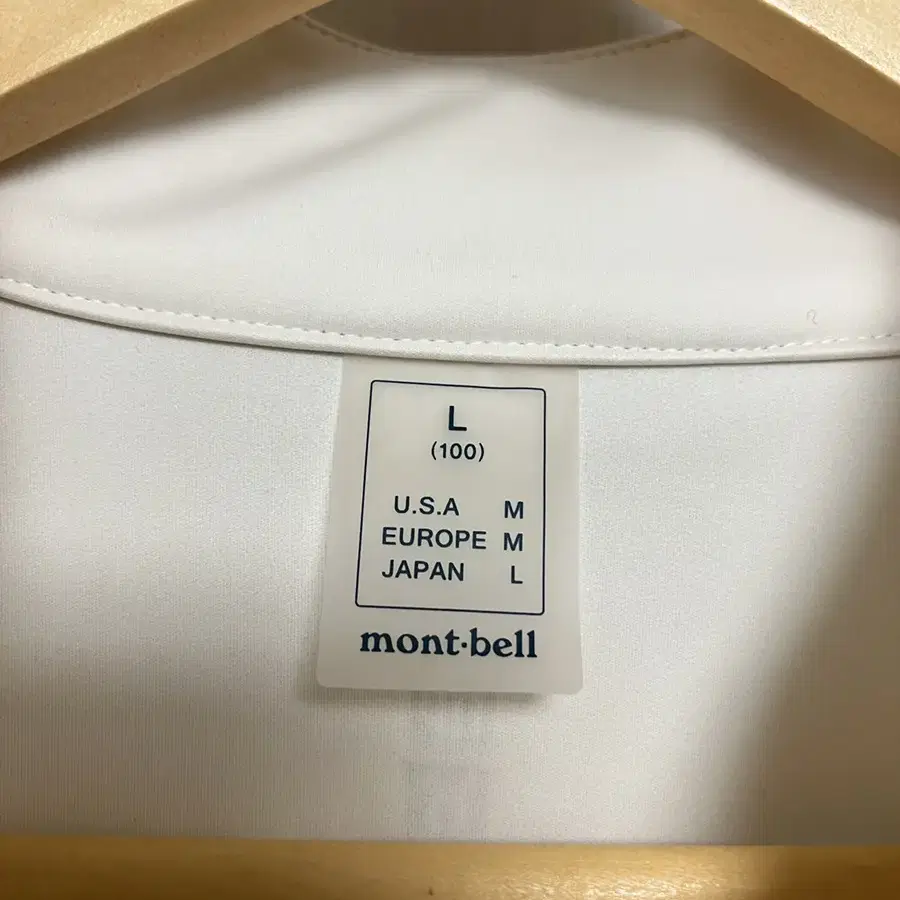 L
(100)
U.S.A M
EUROPE M
JAPAN L
mont·bell